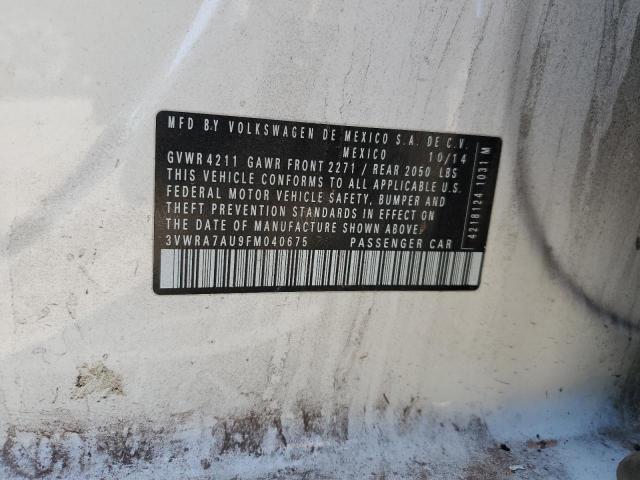 MFD BY VOLKSWAGEN DE MEXICO S.A. DE C.V.
MEXICO 10/14
GVWR 4211 GAWR FRONT 2271 / REAR 2050 LBS
THIS VEHICLE CONFORMS TO ALL APPLICABLE U.S.
FEDERAL MOTOR VEHICLE SAFETY, BUMPER AND
THEFT PREVENTION STANDARDS IN EFFECT ON
THE DATE OF MANUFACTURE SHOWN ABOVE.
3VWRA7AU9FM040675 PASSENGER CAR
4218124 1031 M